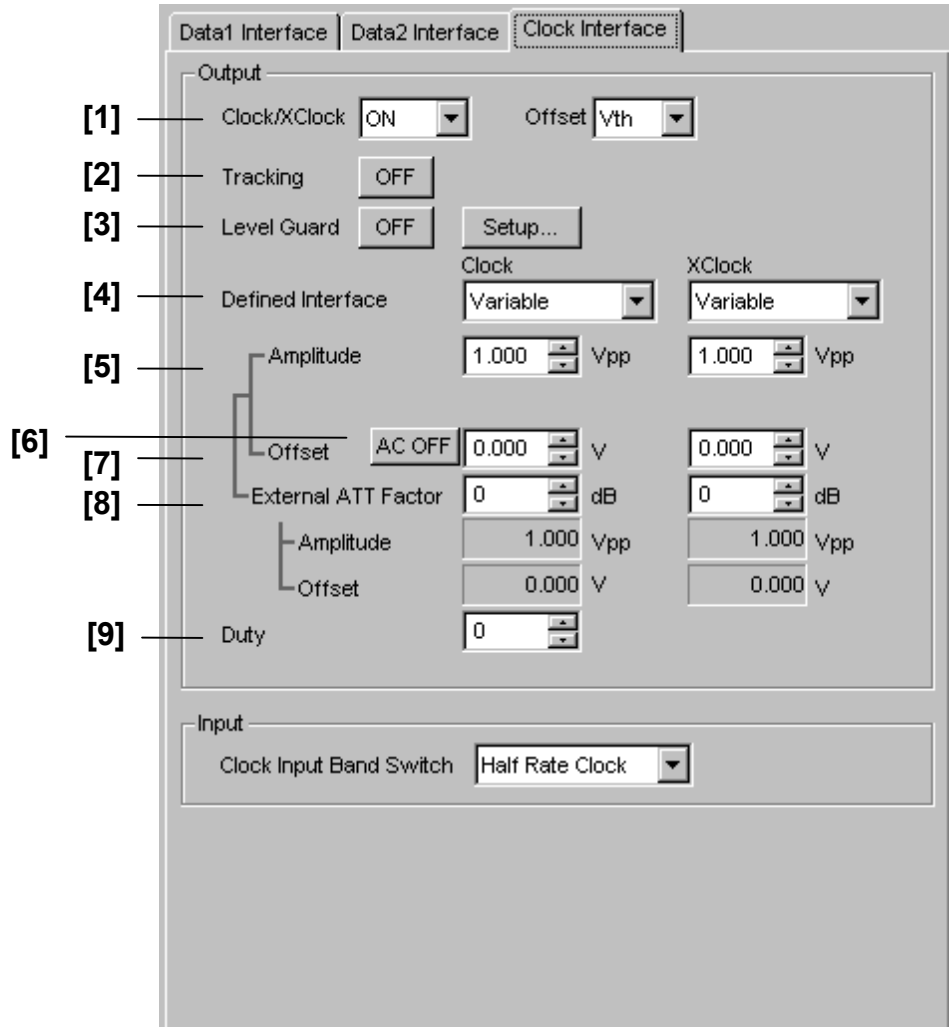 Data1 Interface Data2 Interface Clock Interface
Output
[1] Clock/XClock ON Offset Vth
[2] Tracking OFF
[3] Level Guard OFF Setup...
Clock XClock
[4] Defined Interface Variable Variable
[5] Amplitude 1.000 Vpp 1.000 Vpp
[6] AC OFF
[7] Offset 0.000 V 0.000 V
[8] External ATT Factor 0 dB 0 dB
Amplitude 1.000 Vpp 1.000 Vpp
Offset 0.000 V 0.000 V
[9] Duty 0
Input
Clock Input Band Switch Half Rate Clock